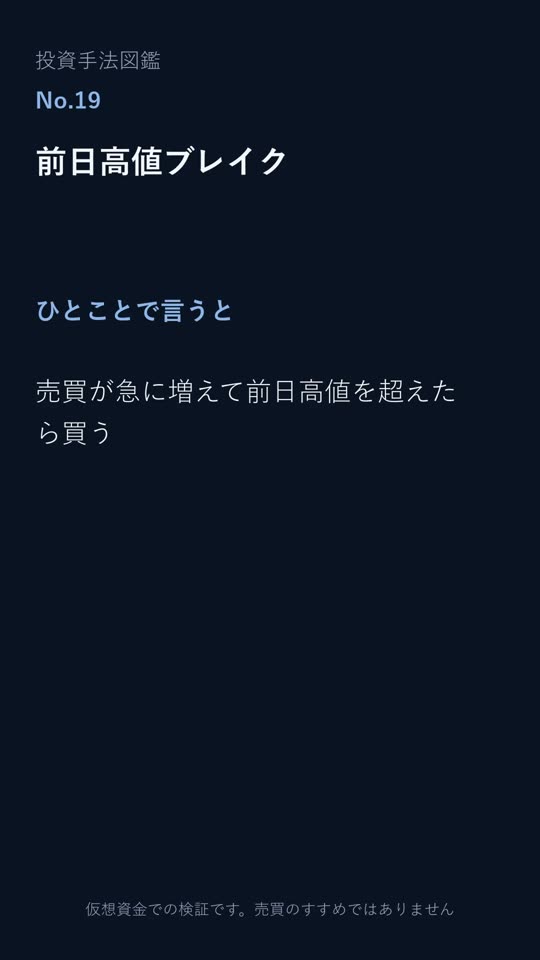 投資手法図鑑
No.19
前日高値ブレイク
ひとことで言うと
売買が急に増えて前日高値を超えた
ら買う
仮想資金での検証です。売買のすすめではありません